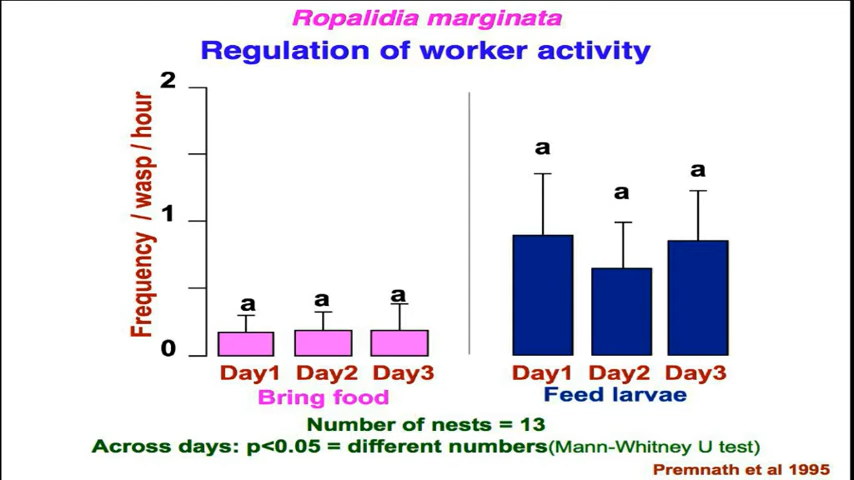 Ropalidia marginata
Regulation of worker activity
Frequency / wasp / hour
2
1
0
a a a a a a
Day1 Day2 Day3 Day1 Day2 Day3
Bring food Feed larvae
Number of nests = 13
Across days: p<0.05 = different numbers(Mann-Whitney U test)
Premnath et al 1995